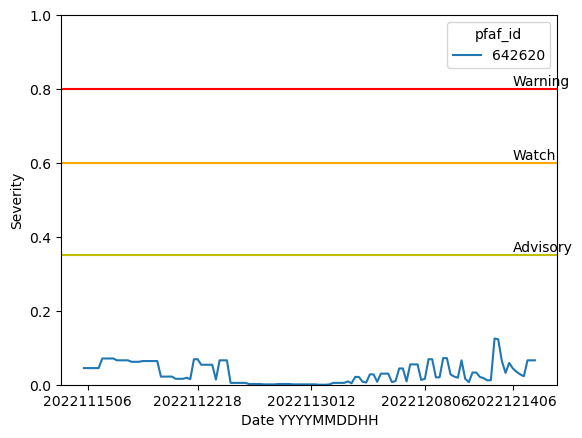 pfaf_id
642620
Warning
Watch
Advisory
Severity
1.0
0.8
0.6
0.4
0.2
0.0
2022111506
2022112218
2022113012
2022120806
2022121406
Date YYYYMMDDHH